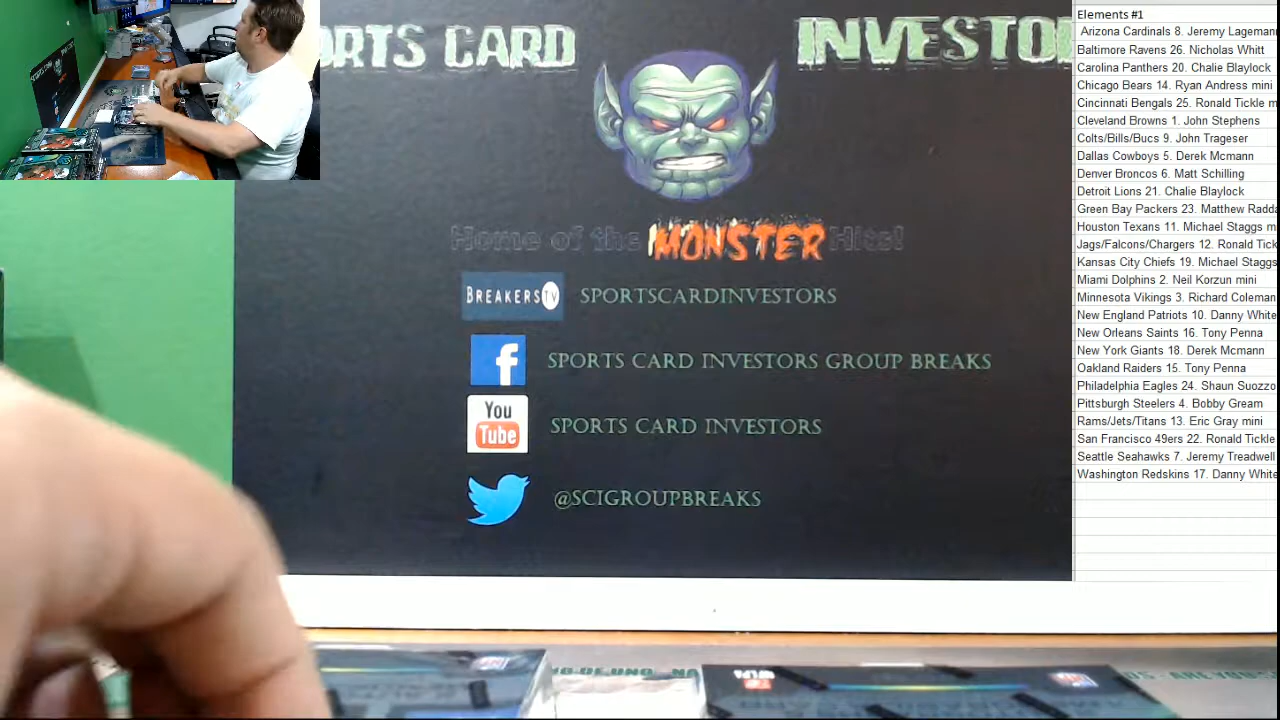 ORTS CARD INVESTO
Home of the MONSTER Hits!
BREAKERSTV SPORTSCARDINVESTORS
f SPORTS CARD INVESTORS GROUP BREAKS
You Tube SPORTS CARD INVESTORS
@SCIGROUPBREAKS
Elements #1
Arizona Cardinals 8. Jeremy Lageman
Baltimore Ravens 26. Nicholas Whitt
Carolina Panthers 20. Chalie Blaylock
Chicago Bears 14. Ryan Andress mini
Cincinnati Bengals 25. Ronald Tickle m
Cleveland Browns 1. John Stephens
Colts/Bills/Bucs 9. John Trageser
Dallas Cowboys 5. Derek Mcmann
Denver Broncos 6. Matt Schilling
Detroit Lions 21. Chalie Blaylock
Green Bay Packers 23. Matthew Radda
Houston Texans 11. Michael Staggs m
Jags/Falcons/Chargers 12. Ronald Tick
Kansas City Chiefs 19. Michael Staggs
Miami Dolphins 2. Neil Korzun mini
Minnesota Vikings 3. Richard Coleman
New England Patriots 10. Danny White
New Orleans Saints 16. Tony Penna
New York Giants 18. Derek Mcmann
Oakland Raiders 15. Tony Penna
Philadelphia Eagles 24. Shaun Suozzo
Pittsburgh Steelers 4. Bobby Gream
Rams/Jets/Titans 13. Eric Gray mini
San Francisco 49ers 22. Ronald Tickle
Seattle Seahawks 7. Jeremy Treadwell
Washington Redskins 17. Danny White